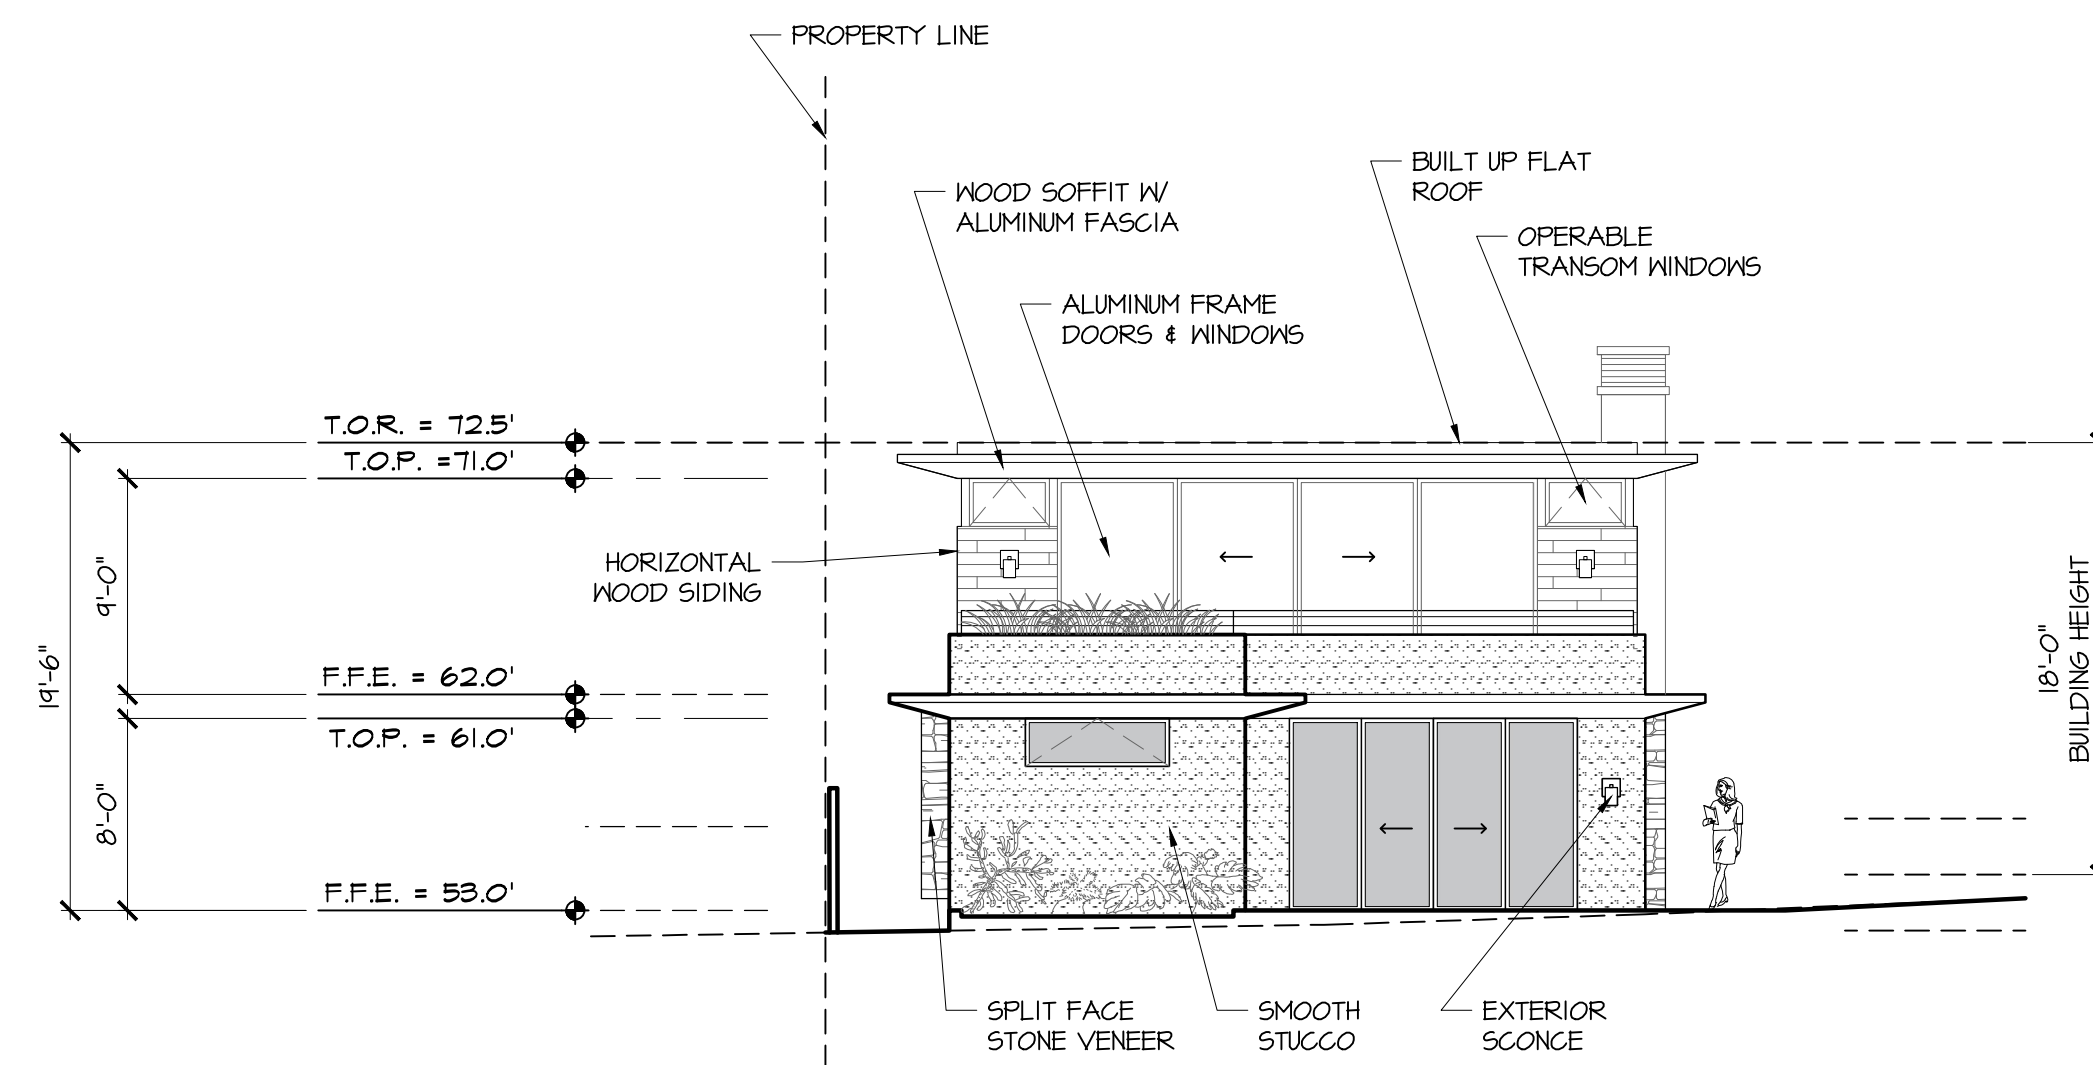 PROPERTY LINE
BUILT UP FLAT
ROOF
WOOD SOFFIT W/
ALUMINUM FASCIA
OPERABLE
TRANSOM WINDOWS
ALUMINUM FRAME
DOORS & WINDOWS
T.O.R. = 72.5'
T.O.P. =71.0'
HORIZONTAL
WOOD SIDING
9'-0"
19'-6"
F.F.E. = 62.0'
T.O.P. = 61.0'
8'-0"
F.F.E. = 53.0'
18'-0"
BUILDING HEIGHT
SPLIT FACE
STONE VENEER
SMOOTH
STUCCO
EXTERIOR
SCONCE